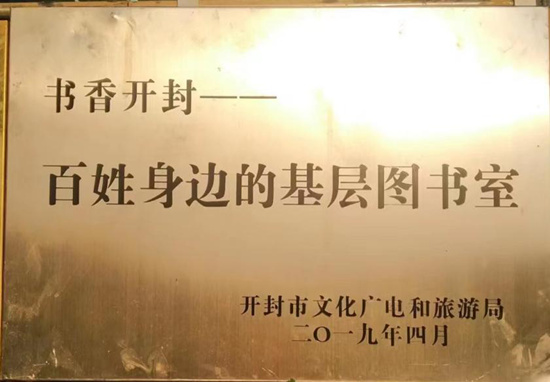 书香开封——
百姓身边的基层图书室
开封市文化广电和旅游局
二〇一九年四月